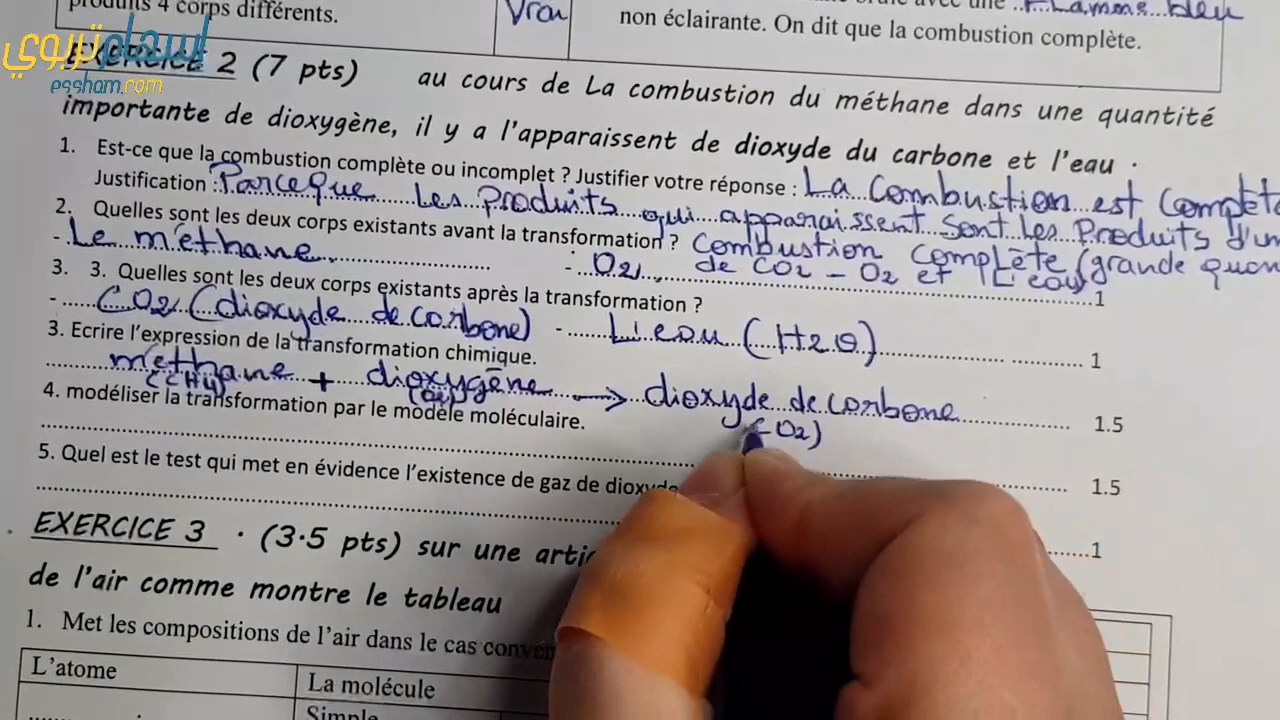 produits 4 corps différents.
Vrai
Flamme bleu
non éclairante. On dit que la combustion complète.
إسهام تربوي
essham.com
EXERCICE 2 (7 pts) au cours de La combustion du méthane dans une quantité
importante de dioxygène, il y a l'apparaissent de dioxyde du carbone et l'eau .
1. Est-ce que la combustion complète ou incomplet ? Justifier votre réponse : La combustion est complète
Justification : Parceque les produits qui apparaissent sont les produits d'un
2. Quelles sont les deux corps existants avant la transformation ? combustion complète (grande quan
- Le méthane - O2 de CO2 - O2 et L'eau) 1
3. 3. Quelles sont les deux corps existants après la transformation ?
- CO2 (dioxyde de carbone) - L'eau (H2O) 1
3. Ecrire l'expression de la transformation chimique.
méthane + dioxygène → dioxyde de carbone 1.5
(CH4) (O2) O2)
4. modéliser la transformation par le modèle moléculaire.
1.5
5. Quel est le test qui met en évidence l'existence de gaz de
1
EXERCICE 3 . (3.5 pts) sur une
de l'air comme montre le tableau
1. Met les compositions de l'air dans le cas
L'atome
La molécule
Simple